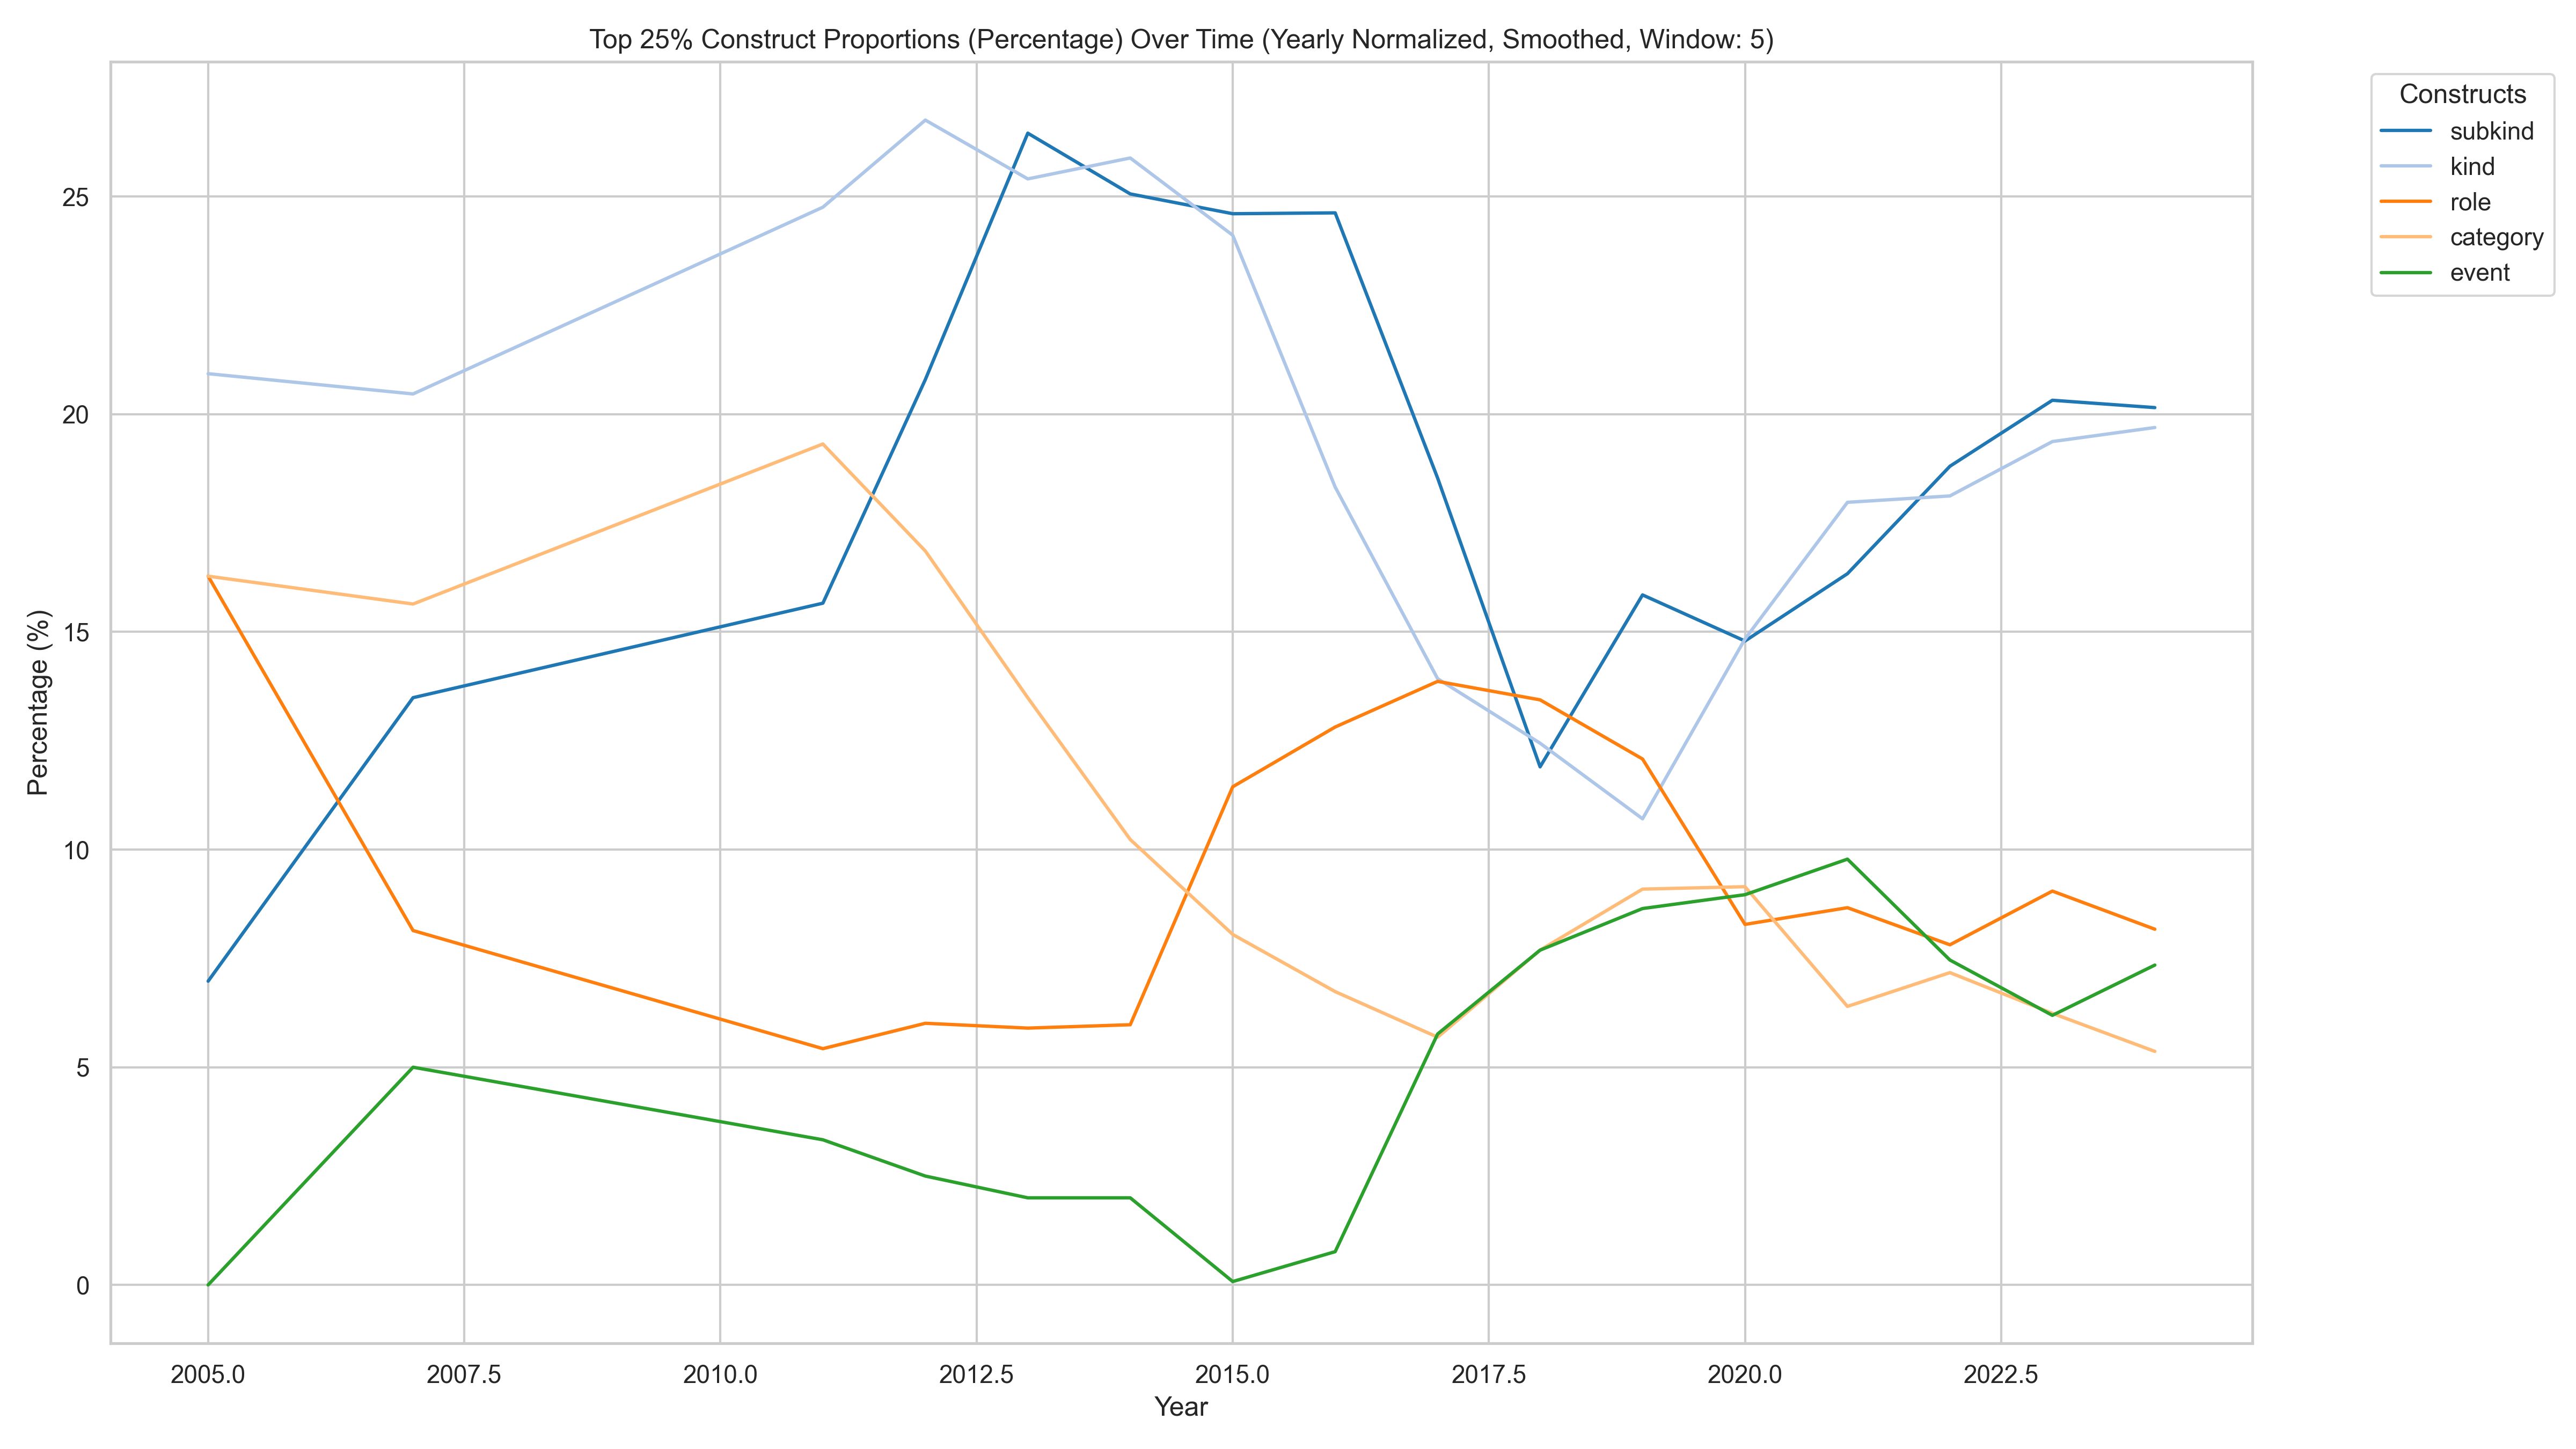 Top 25% Construct Proportions (Percentage) Over Time (Yearly Normalized, Smoothed, Window: 5)
Constructs
subkind
kind
role
category
event
Percentage (%)
25
20
15
10
5
0
2005.0 2007.5 2010.0 2012.5 2015.0 2017.5 2020.0 2022.5
Year